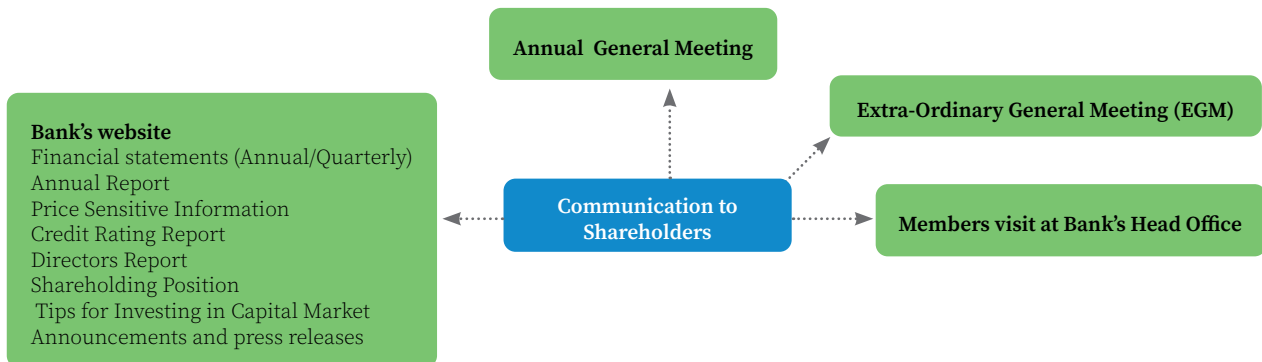 Annual General Meeting
Extra-Ordinary General Meeting (EGM)
Bank’s website
Financial statements (Annual/Quarterly)
Annual Report
Price Sensitive Information
Credit Rating Report
Directors Report
Shareholding Position
Tips for Investing in Capital Market
Announcements and press releases
Communication to
Shareholders
Members visit at Bank’s Head Office